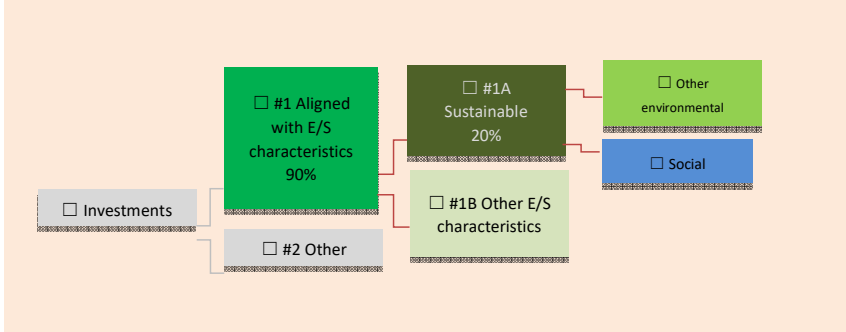 ☐ Investments
☐ #1 Aligned
with E/S
characteristics
90%
☐ #2 Other
☐ #1A
Sustainable
20%
☐ #1B Other E/S
characteristics
☐ Other
environmental
☐ Social